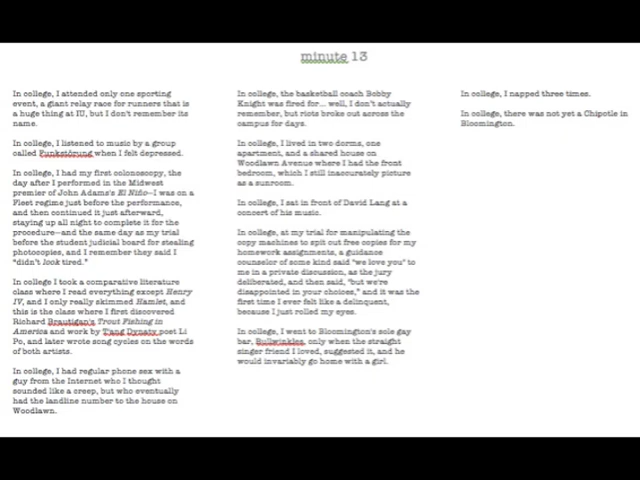 minute 13
In college, I attended only one sporting
event, a giant relay race for runners that is
a huge thing at IU, but I don't remember its
name.
In college, I listened to music by a group
called Funkstörung when I felt depressed.
In college, I had my first colonoscopy, the
day after I performed in the Midwest
premier of John Adams's El Niño—I was on a
Fleet regime just before the performance,
and then continued it just afterward,
staying up all night to complete it for the
procedure—and the same day as my trial
before the student judicial board for stealing
photocopies, and I remember they said I
"didn't look tired."
In college I took a comparative literature
class where I read everything except Henry
IV, and I only really skimmed Hamlet, and
this is the class where I first discovered
Richard Brautigan's Trout Fishing in
America and work by T'ang Dynasty poet Li
Po, and later wrote song cycles on the words
of both artists.
In college, I had regular phone sex with a
guy from the Internet who I thought
sounded like a creep, but who eventually
had the landline number to the house on
Woodlawn.
In college, the basketball coach Bobby
Knight was fired for... well, I don't actually
remember, but riots broke out across the
campus for days.
In college, I lived in two dorms, one
apartment, and a shared house on
Woodlawn Avenue where I had the front
bedroom, which I still inaccurately picture
as a sunroom.
In college, I sat in front of David Lang at a
concert of his music.
In college, at my trial for manipulating the
copy machines to spit out free copies for my
homework assignments, a guidance
counselor of some kind said "we love you" to
me in a private discussion, as the jury
deliberated, and then said, "but we're
disappointed in your choices," and it was the
first time I ever felt like a delinquent,
because I just rolled my eyes.
In college, I went to Bloomington's sole gay
bar, Bullwinkles, only when the straight
singer friend I loved, suggested it, and he
would invariably go home with a girl.
In college, I napped three times.
In college, there was not yet a Chipotle in
Bloomington.